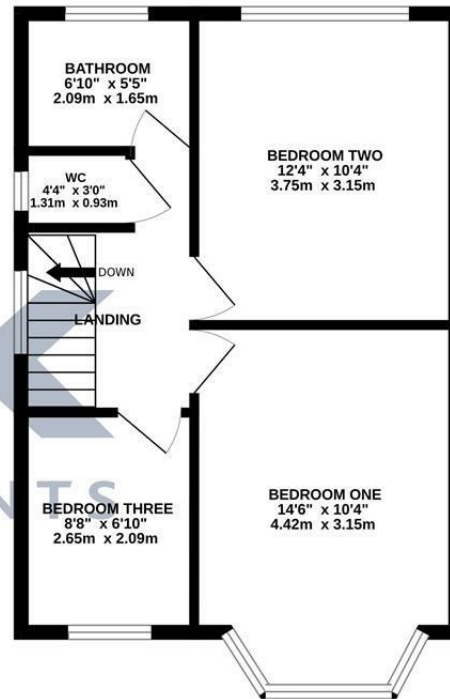 BATHROOM
6'10" x 5'5"
2.09m x 1.65m
BEDROOM TWO
12'4" x 10'4"
3.75m x 3.15m
WC
4'4" x 3'0"
1.31m x 0.93m
DOWN
LANDING
BEDROOM THREE
8'8" x 6'10"
2.65m x 2.09m
BEDROOM ONE
14'6" x 10'4"
4.42m x 3.15m
K
NTS